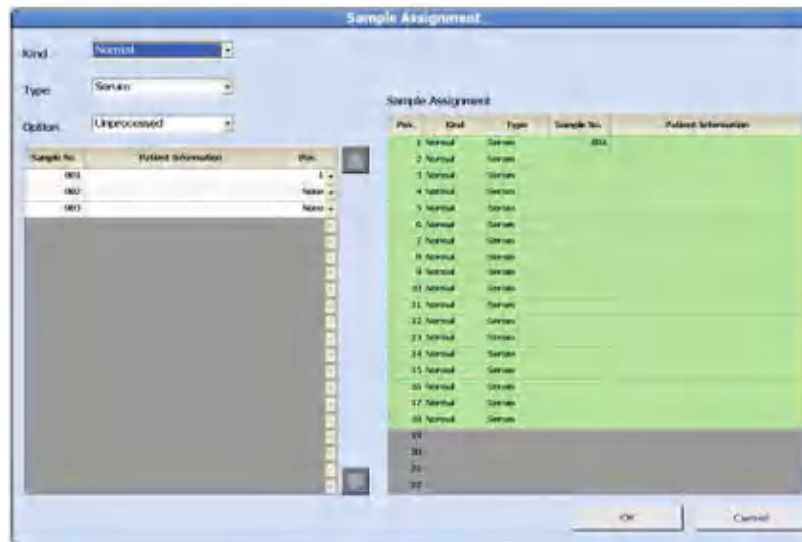 Sample Assignment
Kind Normal
Type Serum
Option Unprocessed
Sample No. Patient Information Pos.
001 1
002 None
003 None
Sample Assignment
Pos. Kind Type Sample No. Patient Information
1 Normal Serum 001
2 Normal Serum
3 Normal Serum
4 Normal Serum
5 Normal Serum
6 Normal Serum
7 Normal Serum
8 Normal Serum
9 Normal Serum
10 Normal Serum
11 Normal Serum
12 Normal Serum
13 Normal Serum
14 Normal Serum
15 Normal Serum
16 Normal Serum
17 Normal Serum
18 Normal Serum
19
20
21
22
OK Cancel